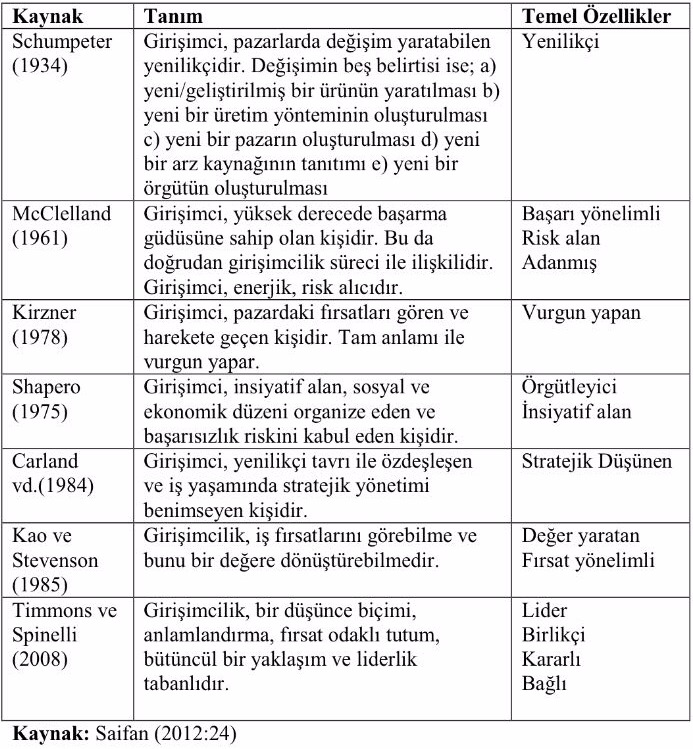 Kaynak Tanım Temel Özellikler
Schumpeter Girişimci, pazarlarda değişim yaratabilen Yenilikçi
(1934) yenilikçidir. Değişimin beş belirtisi ise; a)
yeni/geliştirilmiş bir ürünün yaratılması b)
yeni bir üretim yönteminin oluşturulması
c) yeni bir pazarın oluşturulması d) yeni
bir arz kaynağının tanıtımı e) yeni bir
örgütün oluşturulması
McClelland Girişimci, yüksek derecede başarma Başarı yönelimli
(1961) güdüsüne sahip olan kişidir. Bu da Risk alan
doğrudan girişimcilik süreci ile ilişkilidir. Adanmış
Girişimci, enerjik, risk alıcıdır.
Kirzner Girişimci, pazardaki fırsatları gören ve Vurgun yapan
(1978) harekete geçen kişidir. Tam anlamı ile
vurgun yapar.
Shapero Girişimci, insiyatif alan, sosyal ve Örgütleyici
(1975) ekonomik düzeni organize eden ve İnsiyatif alan
başarısızlık riskini kabul eden kişidir.
Carland Girişimci, yenilikçi tavrı ile özdeşleşen Stratejik Düşünen
vd.(1984) ve iş yaşamında stratejik yönetimi
benimseyen kişidir.
Kao ve Girişimcilik, iş fırsatlarını görebilme ve Değer yaratan
Stevenson bunu bir değere dönüştürebilmedir. Fırsat yönelimli
(1985)
Timmons ve Girişimcilik, bir düşünce biçimi, Lider
Spinelli anlamlandırma, fırsat odaklı tutum, Birlikçi
(2008) bütüncül bir yaklaşım ve liderlik Kararlı
tabanlıdır. Bağlı
Kaynak: Saifan (2012:24)